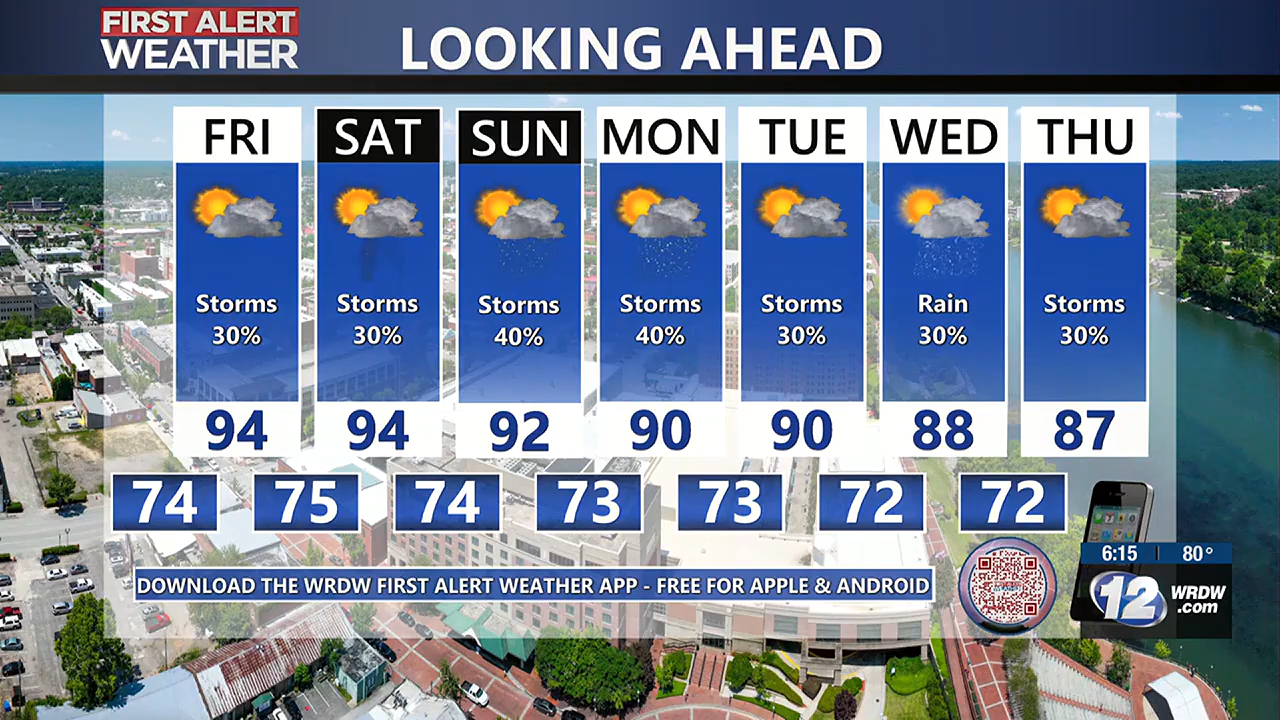 FIRST ALERT
WEATHER
LOOKING AHEAD
FRI SAT SUN MON TUE WED THU
Storms Storms Storms Storms Storms Rain Storms
30% 30% 40% 40% 30% 30% 30%
94 94 92 90 90 88 87
74 75 74 73 73 72 72
DOWNLOAD THE WRDW FIRST ALERT WEATHER APP - FREE FOR APPLE & ANDROID
6:15 | 80°
12 WRDW
.com